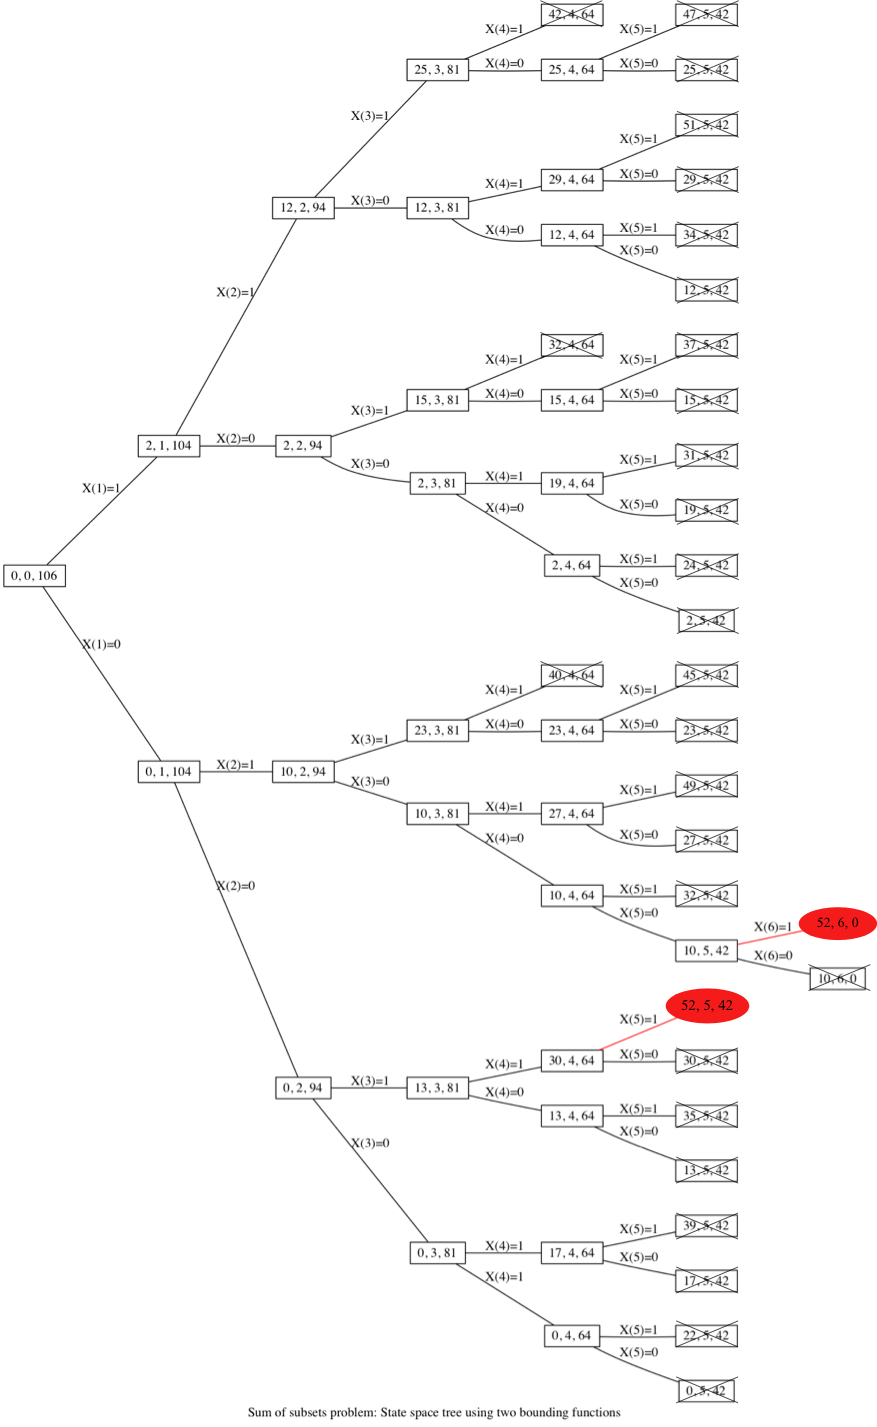 42, 4, 64 47, 5, 42
X(4)=1 X(5)=1
X(4)=0 X(5)=0
25, 3, 81 25, 4, 64 25, 5, 42
X(3)=1
51, 5, 42
X(5)=1
X(5)=0
29, 4, 64 29, 5, 42
X(4)=1
X(3)=0
12, 2, 94 12, 3, 81
X(4)=0 X(5)=1
12, 4, 64 34, 5, 42
X(5)=0
12, 5, 42
X(2)=1
32, 4, 64 37, 5, 42
X(4)=1 X(5)=1
X(4)=0 X(5)=0
15, 3, 81 15, 4, 64 15, 5, 42
X(3)=1
X(2)=0
2, 1, 104 2, 2, 94
31, 5, 42
X(3)=0 X(5)=1
X(4)=1
2, 3, 81 19, 4, 64
X(1)=1
X(5)=0
X(4)=0 19, 5, 42
X(5)=1
2, 4, 64 24, 5, 42
0, 0, 106
X(5)=0
2, 5, 42
X(1)=0
40, 4, 64 45, 5, 42
X(4)=1 X(5)=1
X(4)=0 X(5)=0
23, 3, 81 23, 4, 64 23, 5, 42
X(3)=1
X(2)=1
0, 1, 104 10, 2, 94
X(3)=0
49, 5, 42
X(5)=1
X(4)=1
10, 3, 81 27, 4, 64
X(5)=0
X(4)=0 27, 5, 42
X(2)=0 X(5)=1
10, 4, 64 32, 5, 42
X(5)=0
52, 6, 0
X(6)=1
10, 5, 42
X(6)=0
10, 6, 0
52, 5, 42
X(5)=1
X(5)=0
30, 4, 64 30, 5, 42
X(4)=1
X(3)=1
0, 2, 94 13, 3, 81
X(4)=0
X(5)=1
13, 4, 64 35, 5, 42
X(5)=0
X(3)=0
13, 5, 42
39, 5, 42
X(5)=1
X(4)=1
0, 3, 81 17, 4, 64
X(5)=0
X(4)=1
17, 5, 42
X(5)=1
0, 4, 64 22, 5, 42
X(5)=0
0, 5, 42
Sum of subsets problem: State space tree using two bounding functions